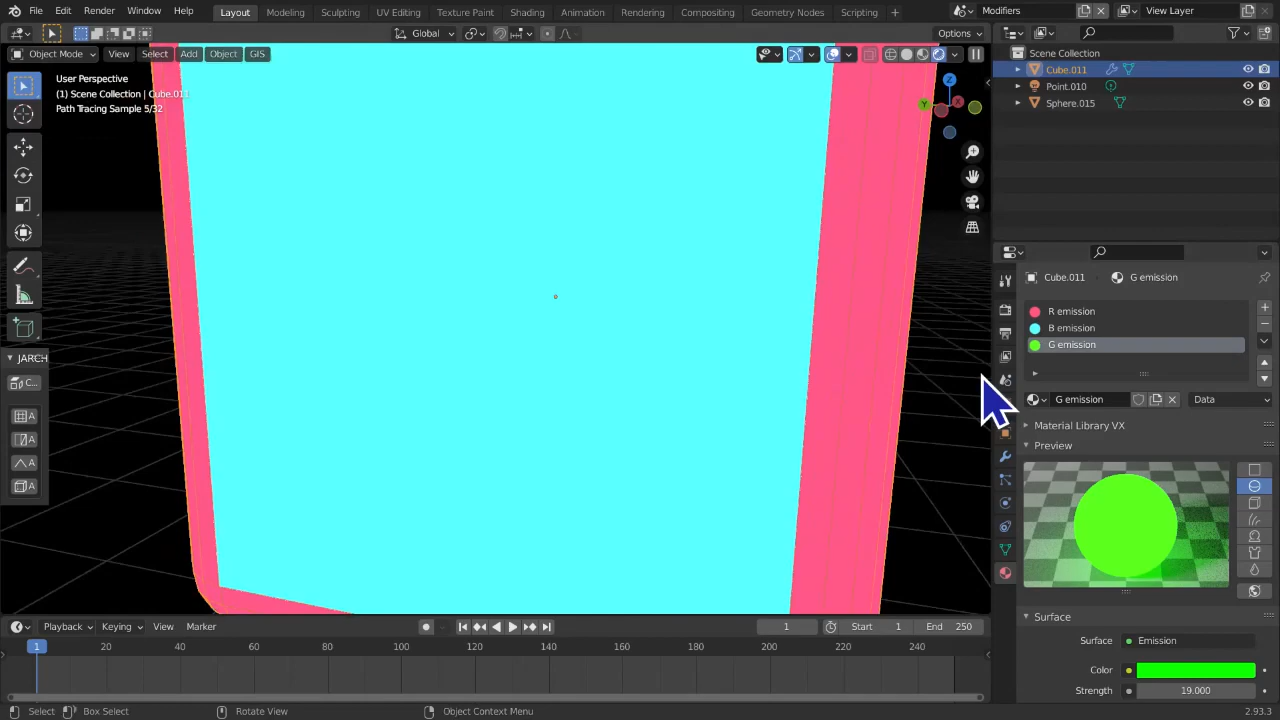 File Edit Render Window Help Layout Modeling Sculpting UV Editing Texture Paint Shading Animation Rendering Compositing Geometry Nodes Scripting + Modifiers View Layer
Global Options
Object Mode View Select Add Object GIS
User Perspective
(1) Scene Collection | Cube.011
Path Tracing Sample 5/32
Scene Collection
Cube.011
Point.010
Sphere.015
Cube.011 G emission
R emission
B emission
G emission
G emission Data
Material Library VX
Preview
Surface
Surface Emission
Color
Strength 19.000
JARCH
C...
A
A
A
A
X
Y
Z
Playback Keying View Marker 1 Start 1 End 250
1 20 40 60 80 100 120 140 160 180 200 220 240
Select Box Select Rotate View Object Context Menu 2.93.3